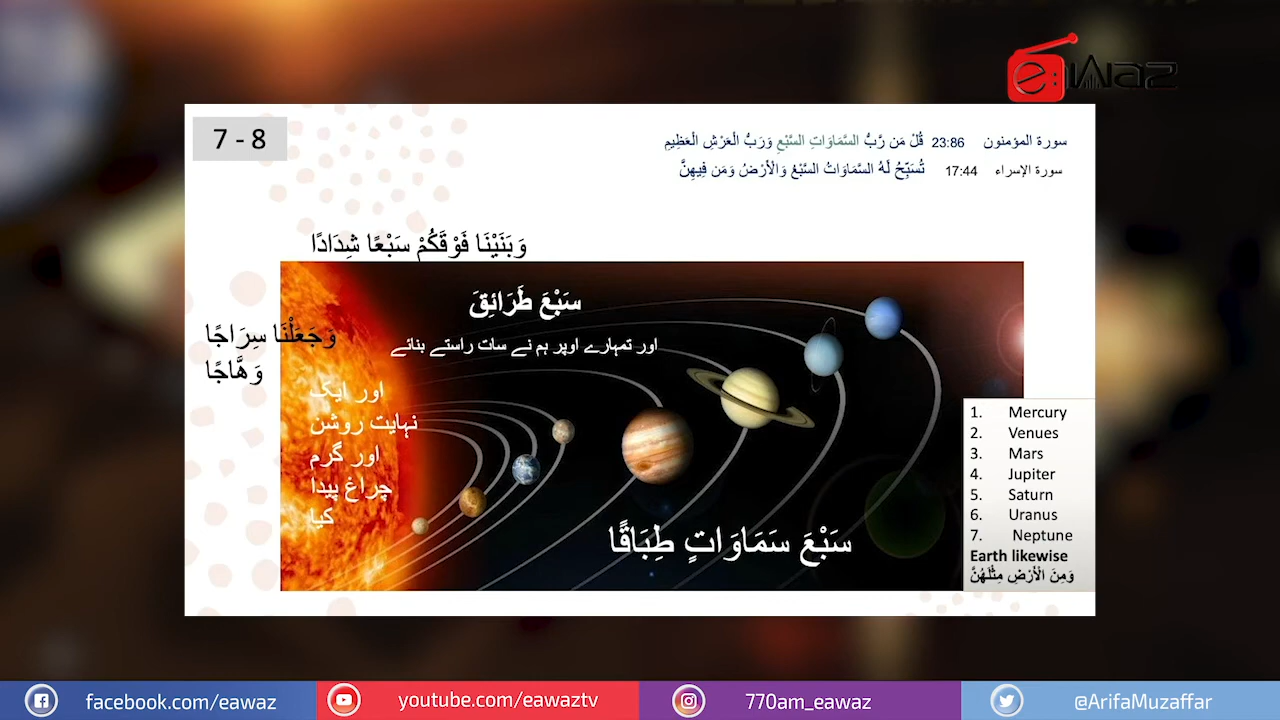 e:awaz
7 - 8
سورة المؤمنون 23:86 قُلْ مَن رَّبُّ السَّمَاوَاتِ السَّبْعِ وَرَبُّ الْعَرْشِ الْعَظِيمِ
سورة الإسراء 17:44 تُسَبِّحُ لَهُ السَّمَاوَاتُ السَّبْعُ وَالْأَرْضُ وَمَن فِيهِنَّ
وَبَنَيْنَا فَوْقَكُمْ سَبْعًا شِدَادًا
سَبْعَ طَرَائِقَ
اور تمہارے اوپر ہم نے سات راستے بنائے
وَجَعَلْنَا سِرَاجًا
وَهَّاجًا
اور ایک
نہایت روشن
اور گرم
چراغ پیدا
کیا
سَبْعَ سَمَاوَاتٍ طِبَاقًا
1. Mercury
2. Venues
3. Mars
4. Jupiter
5. Saturn
6. Uranus
7. Neptune
Earth likewise
وَمِنَ الْأَرْضِ مِثْلَهُنَّ
facebook.com/eawaz
youtube.com/eawaztv
770am_eawaz
@ArifaMuzaffar